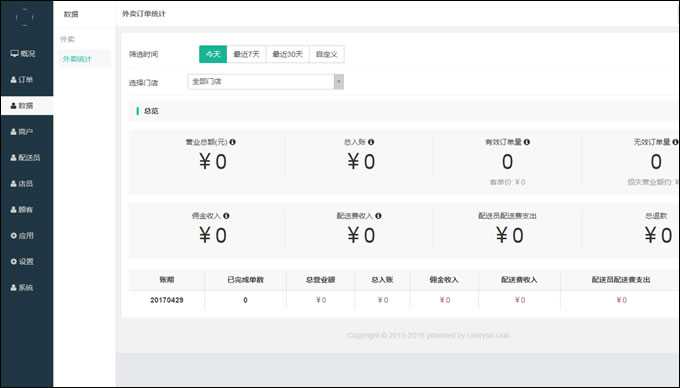 数据
外卖订单统计
概况
订单
数据
商户
配送员
店员
顾客
应用
设置
系统
外卖
外卖统计
筛选时间
今天 最近7天 最近30天 自定义
选择门店
全部门店
总览
营业总额(元) 总入账 有效订单量 无效订单量
¥0 ¥0 0 0
客单价: ¥0 损失营业额约: ¥
佣金收入 配送费收入 配送员配送费支出 总退款
¥0 ¥0 ¥0 ¥0
账期 已完成单数 总营业额 总入账 佣金收入 配送费收入 配送员配送费支出
20170429 0 ¥0 ¥0 ¥0 ¥0 ¥0
Copyright © powered by